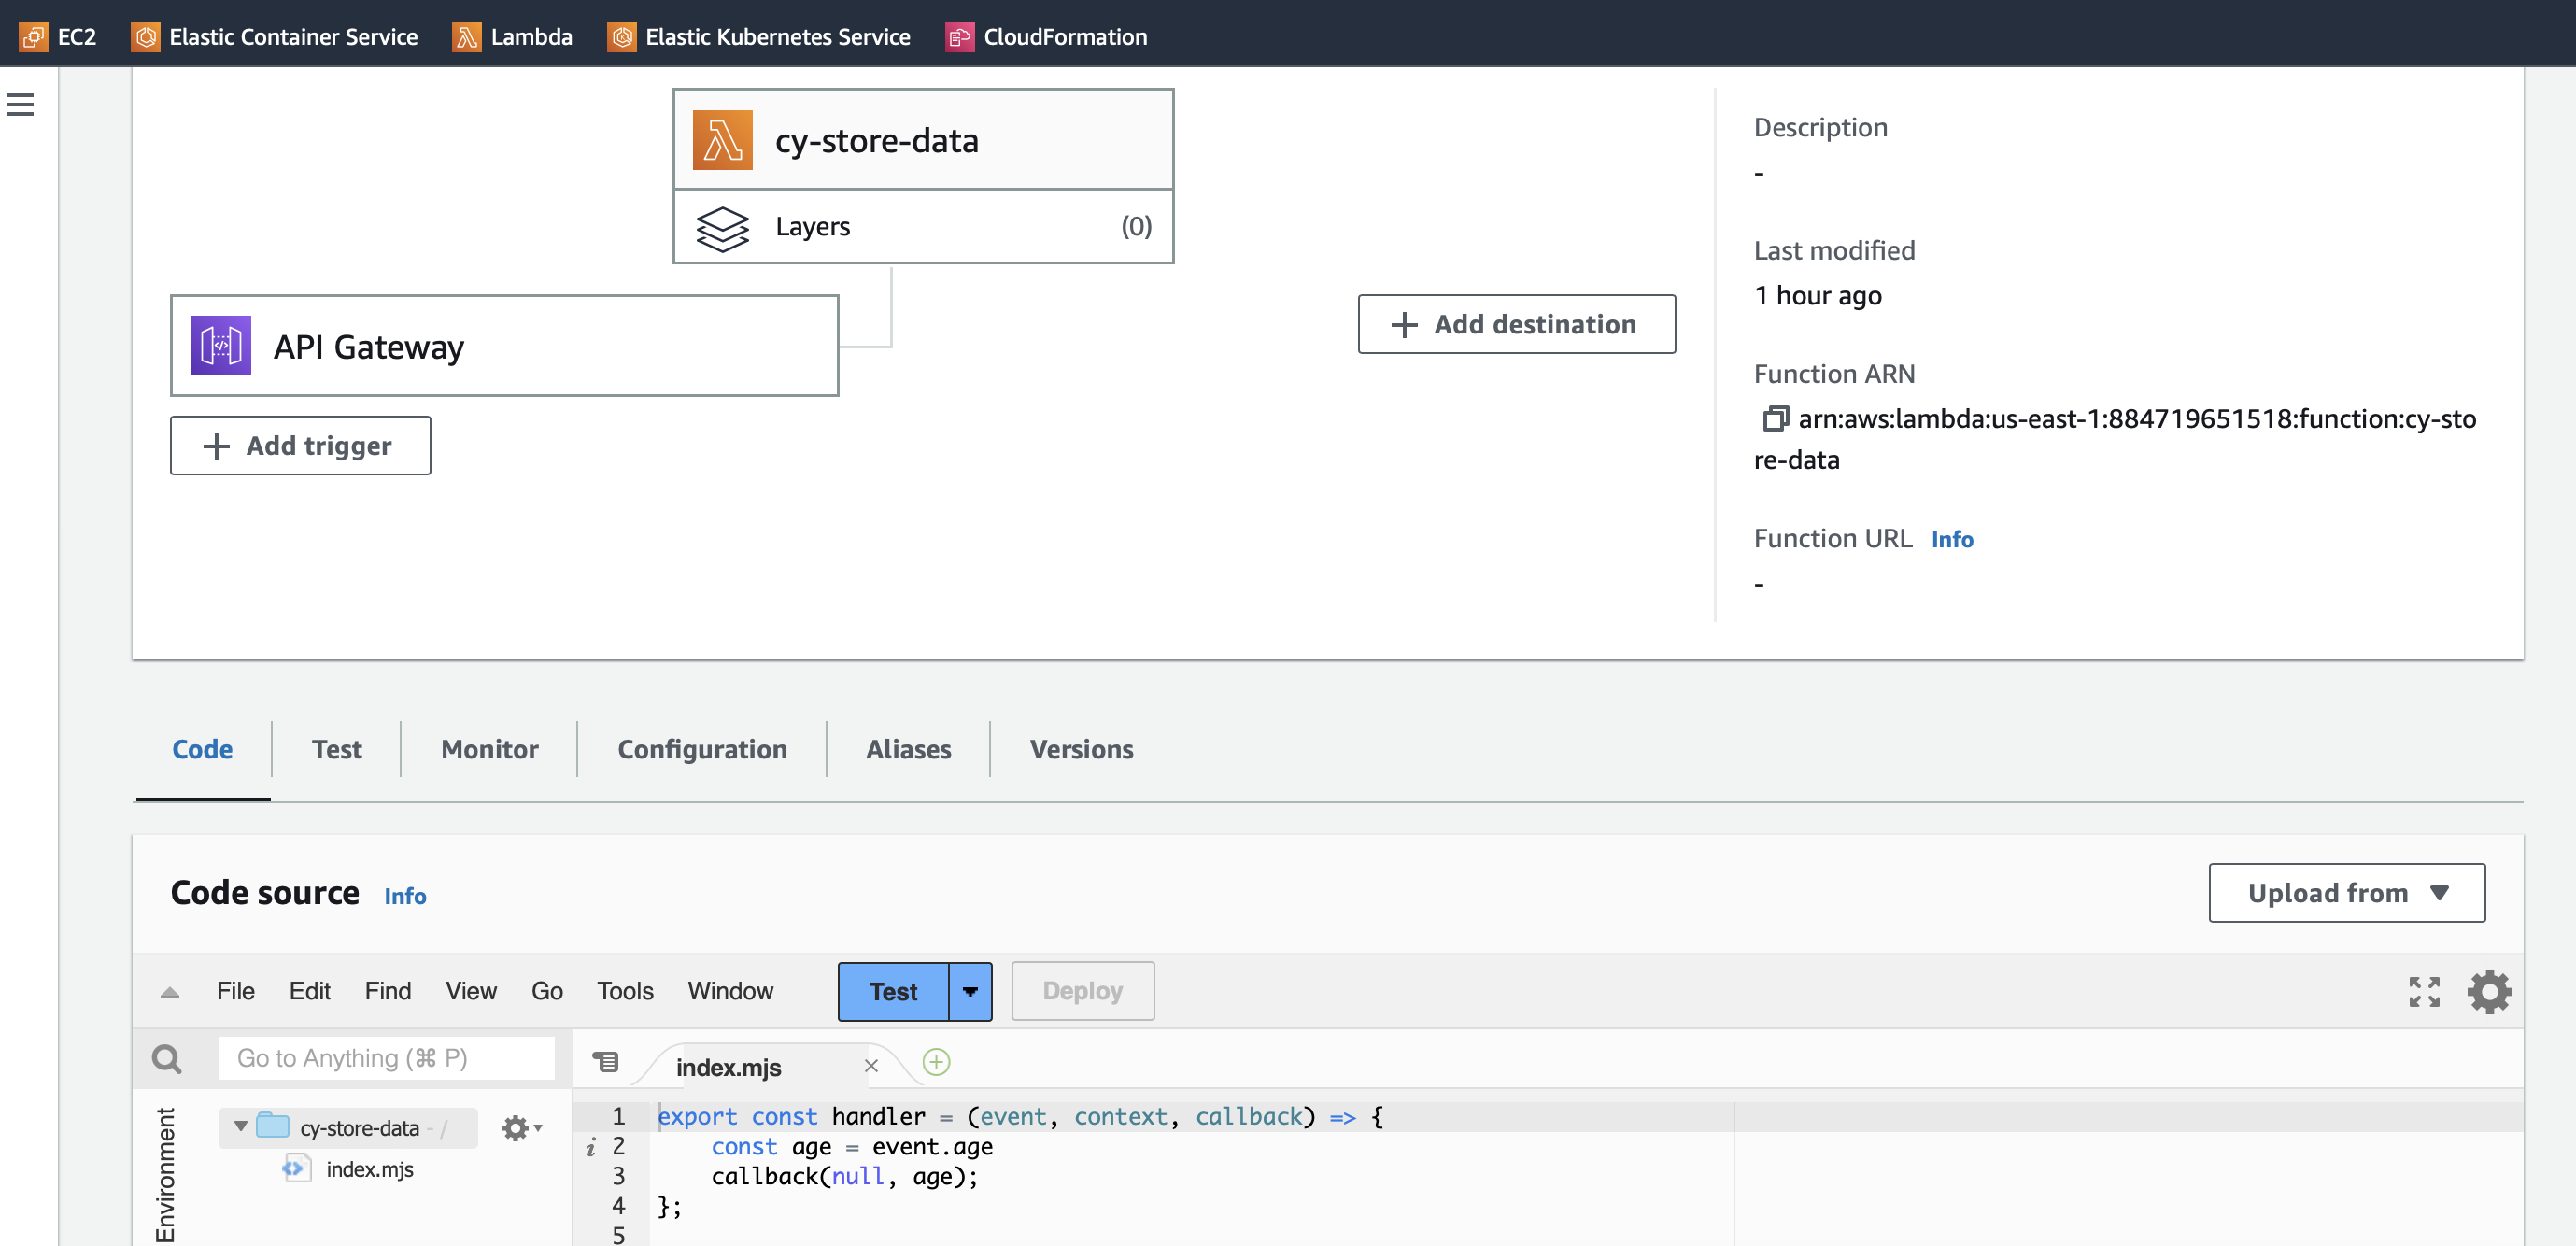 EC2 Elastic Container Service Lambda Elastic Kubernetes Service CloudFormation
cy-store-data
Layers (0)
API Gateway
+ Add trigger
+ Add destination
Description
-
Last modified
1 hour ago
Function ARN
arn:aws:lambda:us-east-1:884719651518:function:cy-sto
re-data
Function URL Info
-
Code Test Monitor Configuration Aliases Versions
Code source Info
Upload from
File Edit Find View Go Tools Window Test Deploy
Go to Anything (⌘ P)
index.mjs
Environment
cy-store-data - /
index.mjs
1 export const handler = (event, context, callback) => {
i 2 const age = event.age
3 callback(null, age);
4 };
5